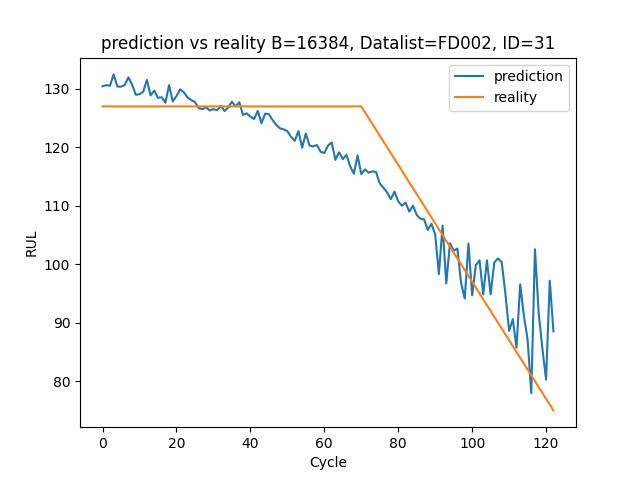 prediction vs reality B=16384, Datalist=FD002, ID=31
prediction
reality
RUL
130
120
110
100
90
80
0 20 40 60 80 100 120
Cycle